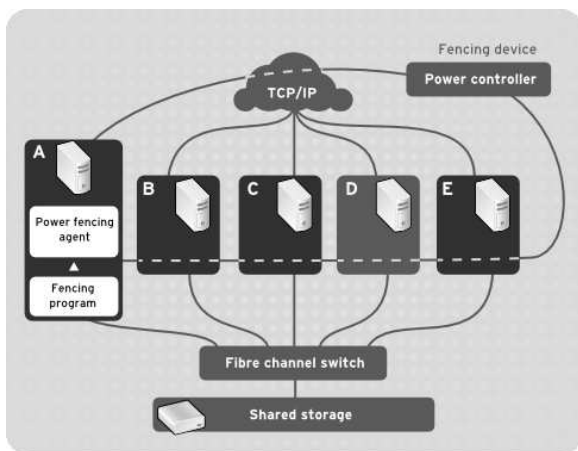 Fencing device
Power controller
TCP/IP
A
B
C
D
E
Power fencing
agent
Fencing
program
Fibre channel switch
Shared storage